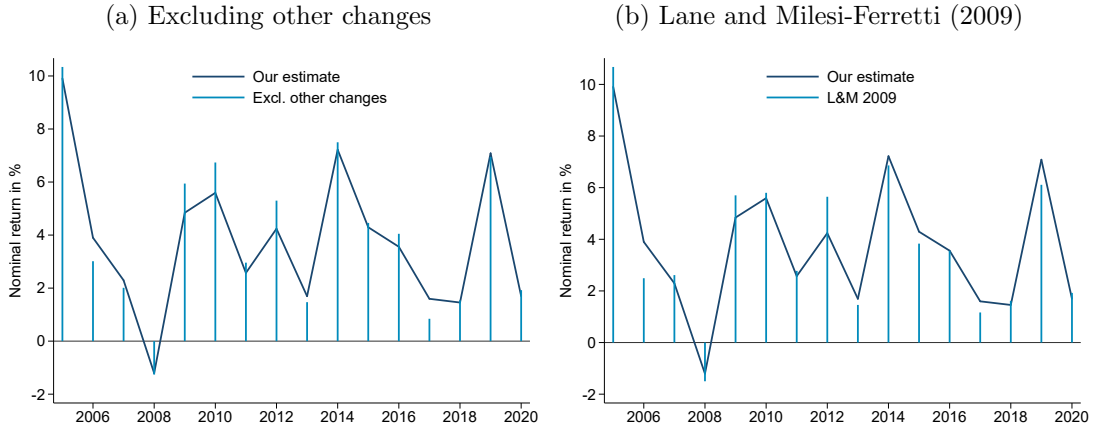 (a) Excluding other changes
Our estimate
Excl. other changes
Nominal return in %
10
8
6
4
2
0
-2
2006 2008 2010 2012 2014 2016 2018 2020
(b) Lane and Milesi-Ferretti (2009)
Our estimate
L&M 2009
Nominal return in %
10
8
6
4
2
0
-2
2006 2008 2010 2012 2014 2016 2018 2020